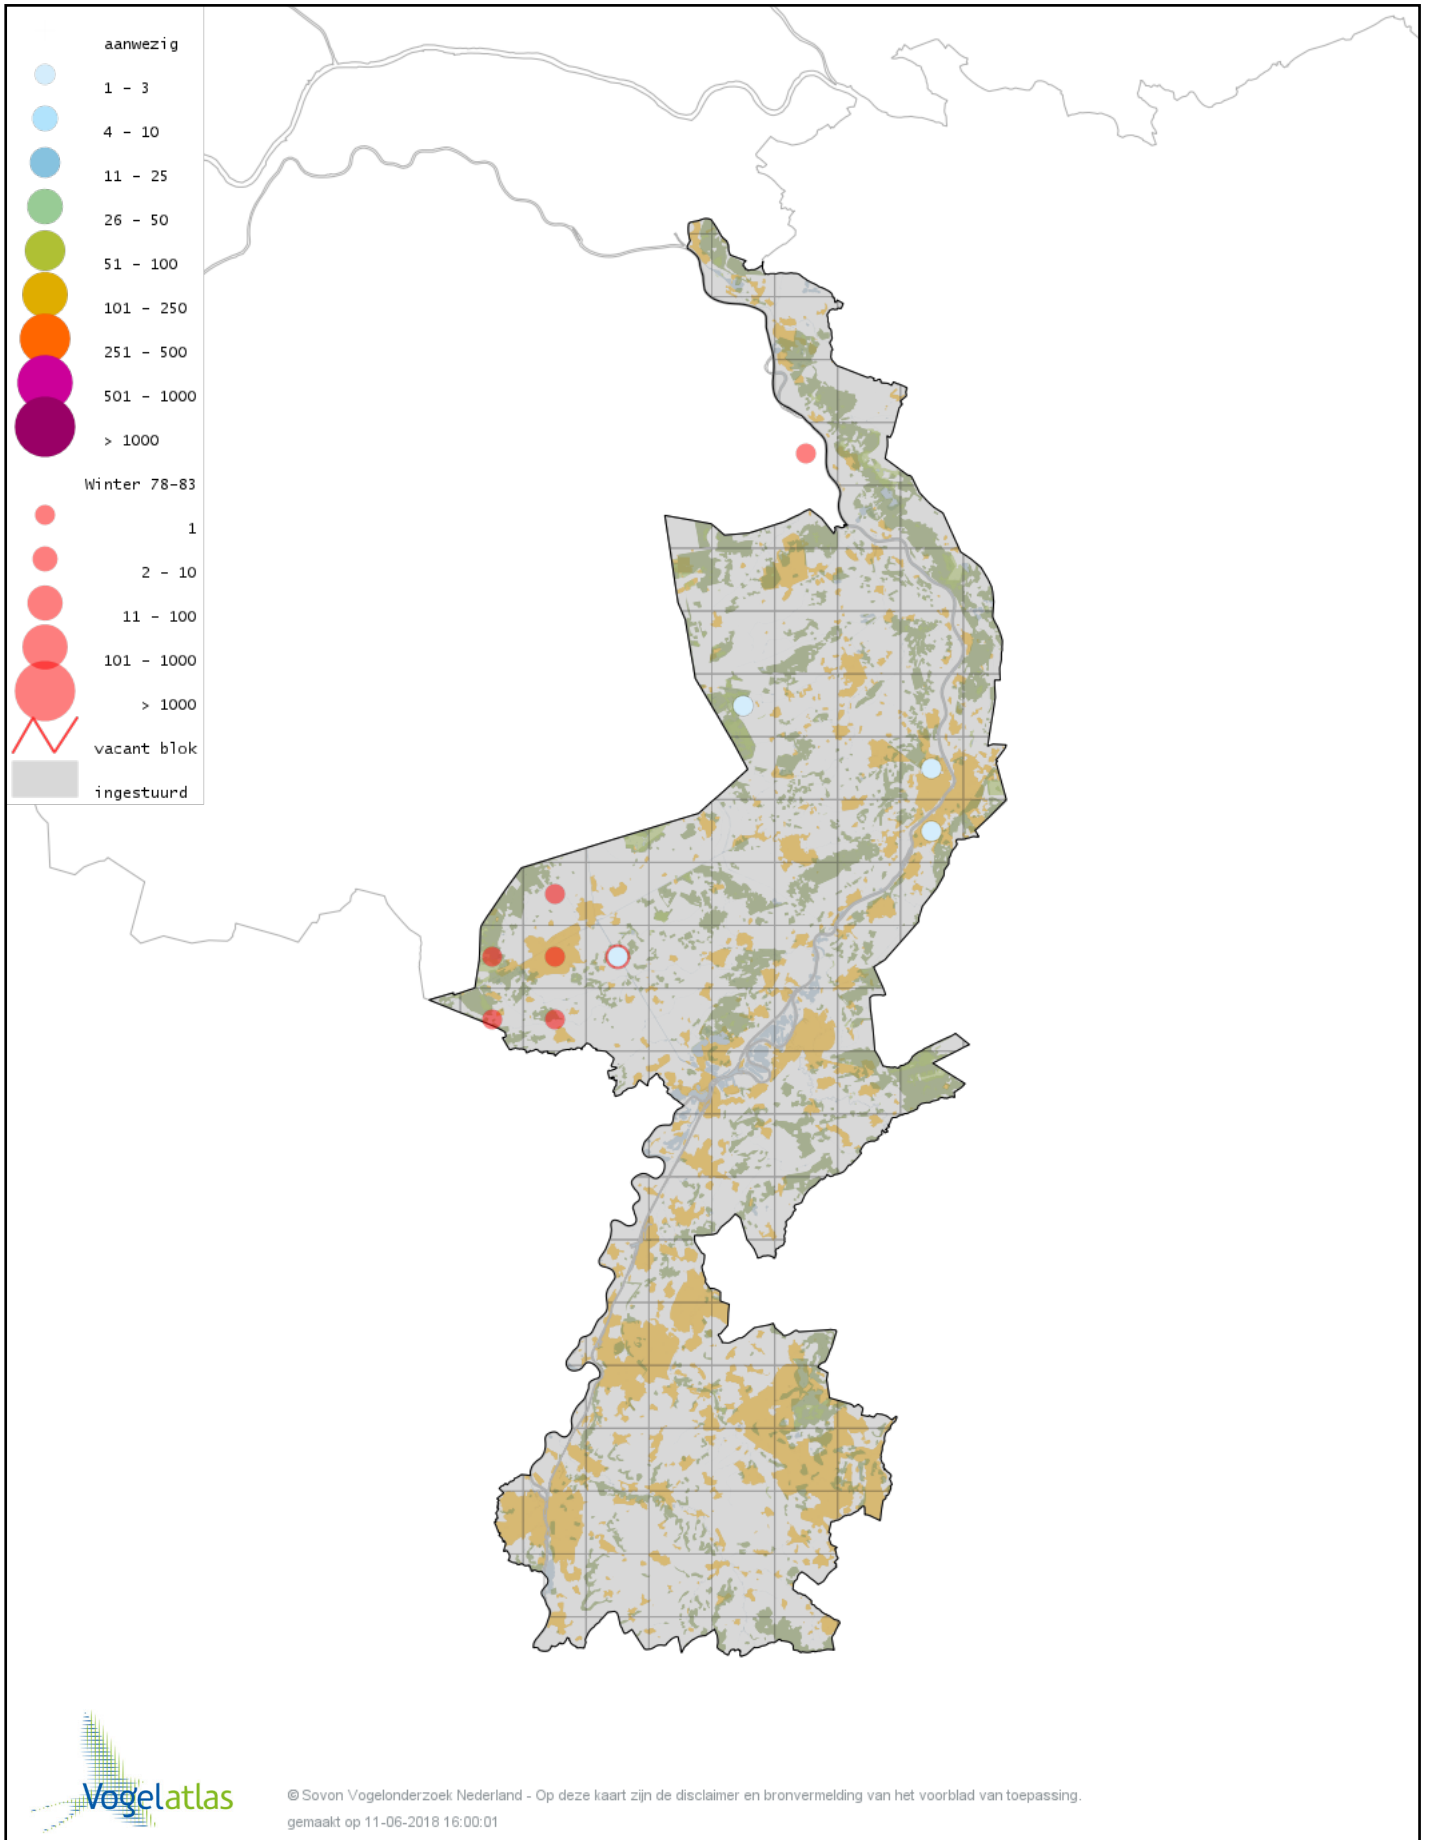 aanwezig
1 - 3
4 - 10
11 - 25
26 - 50
51 - 100
101 - 250
251 - 500
501 - 1000
> 1000
Winter 78-83
1
2 - 10
11 - 100
101 - 1000
> 1000
vacant blok
ingestuurd
Vogelatlas
© Sovon Vogelonderzoek Nederland - Op deze kaart zijn de disclaimer en bronvermelding van het voorblad van toepassing.
gemaakt op 11-06-2018 16:00:01